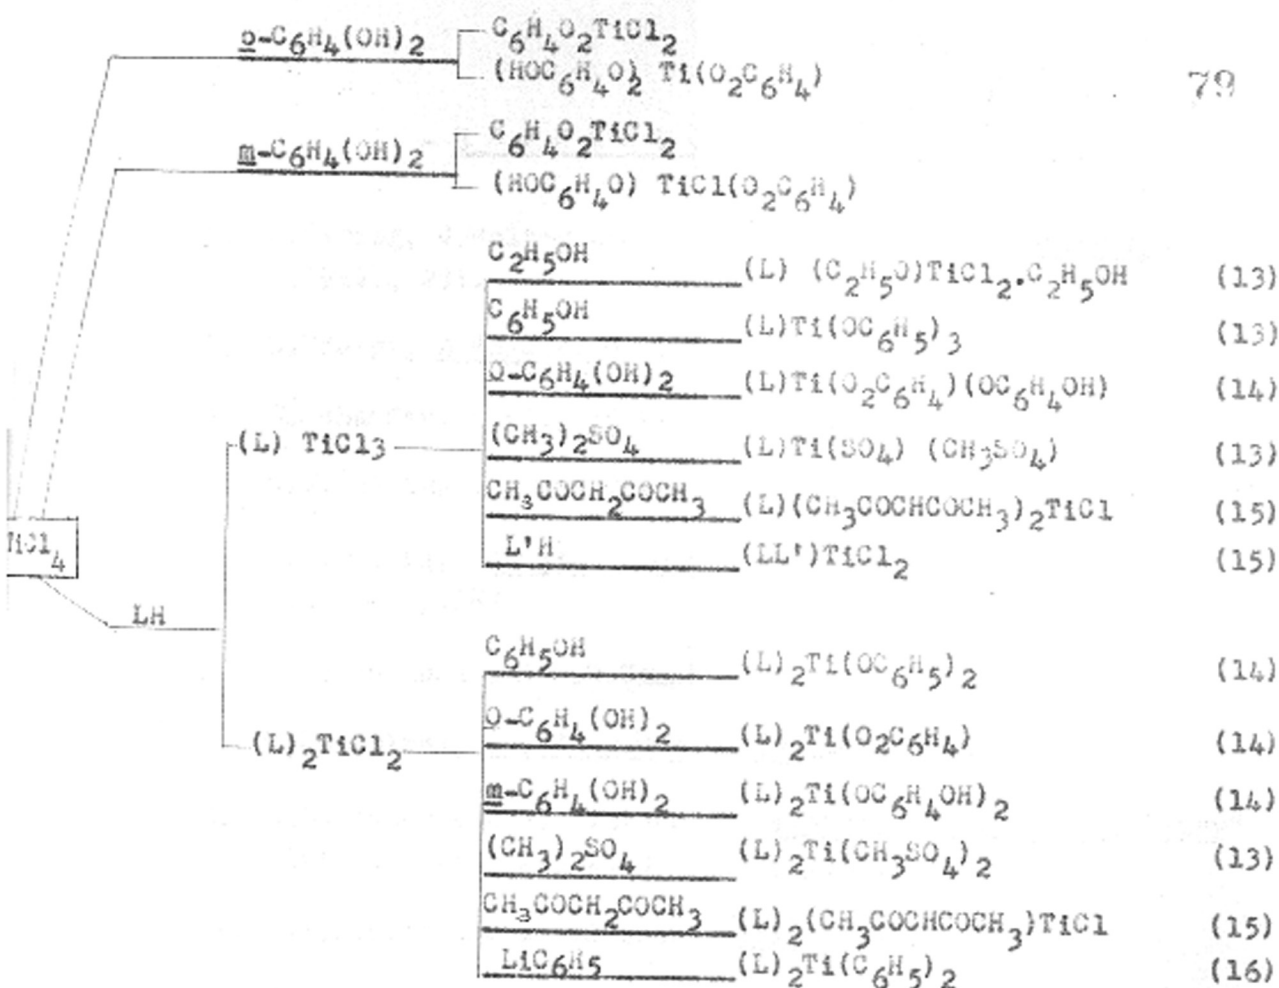 o-C6H4(OH)2 C6H4O2TiCl2
(HOC6H4O)2 Ti(O2C6H4)
79
m-C6H4(OH)2 C6H4O2TiCl2
(HOC6H4O) TiCl(O2C6H4)
C2H5OH (L) (C2H5O)TiCl2.C2H5OH (13)
C6H5OH (L)Ti(OC6H5)3 (13)
O-C6H4(OH)2 (L)Ti(O2C6H4)(OC6H4OH) (14)
(L) TiCl3 (CH3)2SO4 (L)Ti(SO4) (CH3SO4) (13)
CH3COCH2COCH3 (L)(CH3COCHCOCH3)2TiCl (15)
TiCl4 L'H (LL')TiCl2 (15)
LH
C6H5OH (L)2Ti(OC6H5)2 (14)
(L)2TiCl2 O-C6H4(OH)2 (L)2Ti(O2C6H4) (14)
m-C6H4(OH)2 (L)2Ti(OC6H4OH)2 (14)
(CH3)2SO4 (L)2Ti(CH3SO4)2 (13)
CH3COCH2COCH3 (L)2(CH3COCHCOCH3)TiCl (15)
LiC6H5 (L)2Ti(C6H5)2 (16)